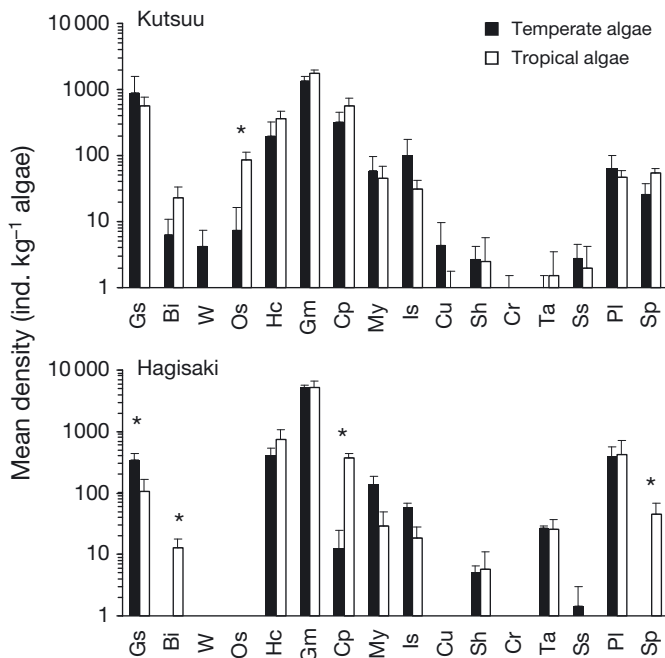 Kutsuu
Temperate algae
Tropical algae
10 000
1000
100
10
1
*
Gs Bi W Os Hc Gm Cp My Is Cu Sh Cr Ta Ss Pl Sp
Mean density (ind. kg⁻¹ algae)
Hagisaki
10 000
1000
100
10
1
* * * *
Gs Bi W Os Hc Gm Cp My Is Cu Sh Cr Ta Ss Pl Sp